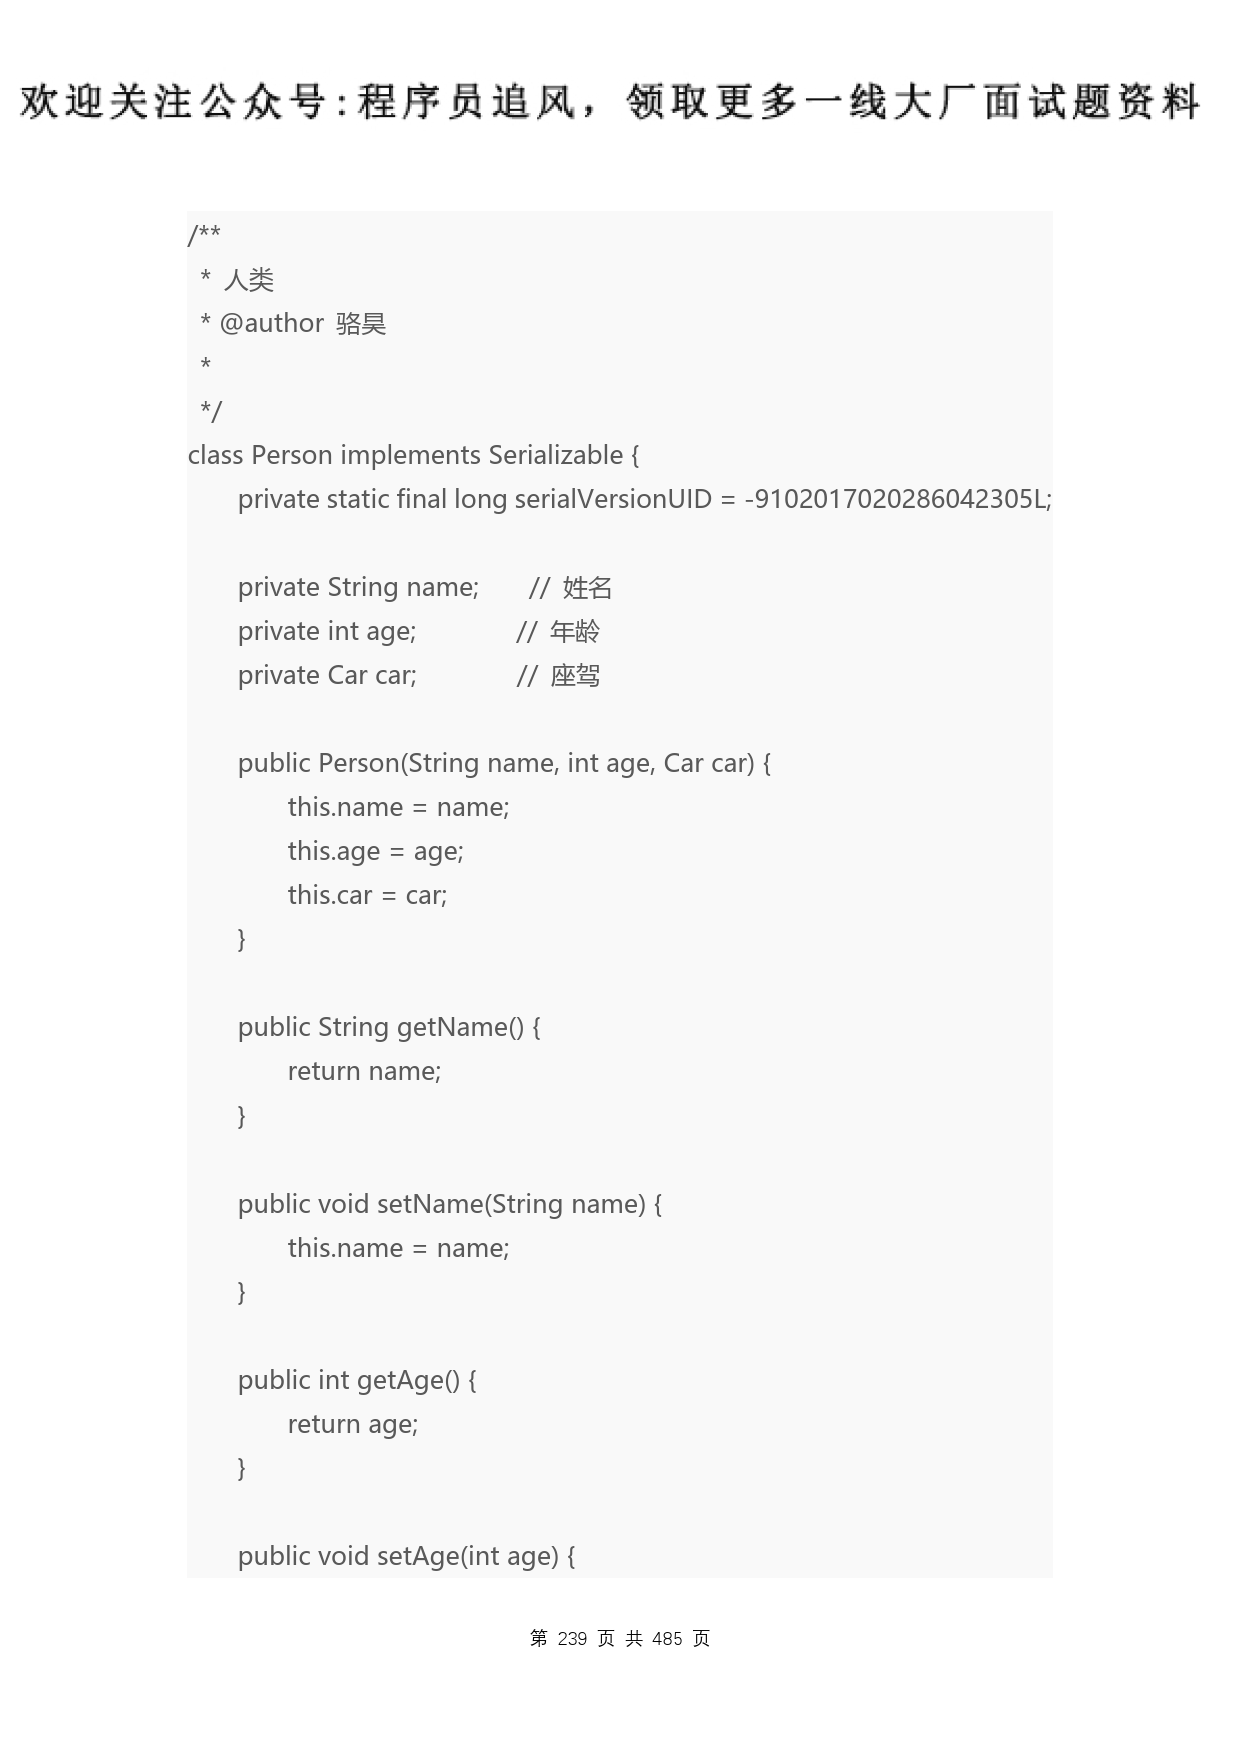 欢迎关注公众号:程序员追风，领取更多一线大厂面试题资料
/**
 * 人类
 * @author 骆昊
 *
 */
class Person implements Serializable {
    private static final long serialVersionUID = -9102017020286042305L;
    private String name;    // 姓名
    private int age;        // 年龄
    private Car car;        // 座驾
    public Person(String name, int age, Car car) {
        this.name = name;
        this.age = age;
        this.car = car;
    }
    public String getName() {
        return name;
    }
    public void setName(String name) {
        this.name = name;
    }
    public int getAge() {
        return age;
    }
    public void setAge(int age) {
第 239 页 共 485 页